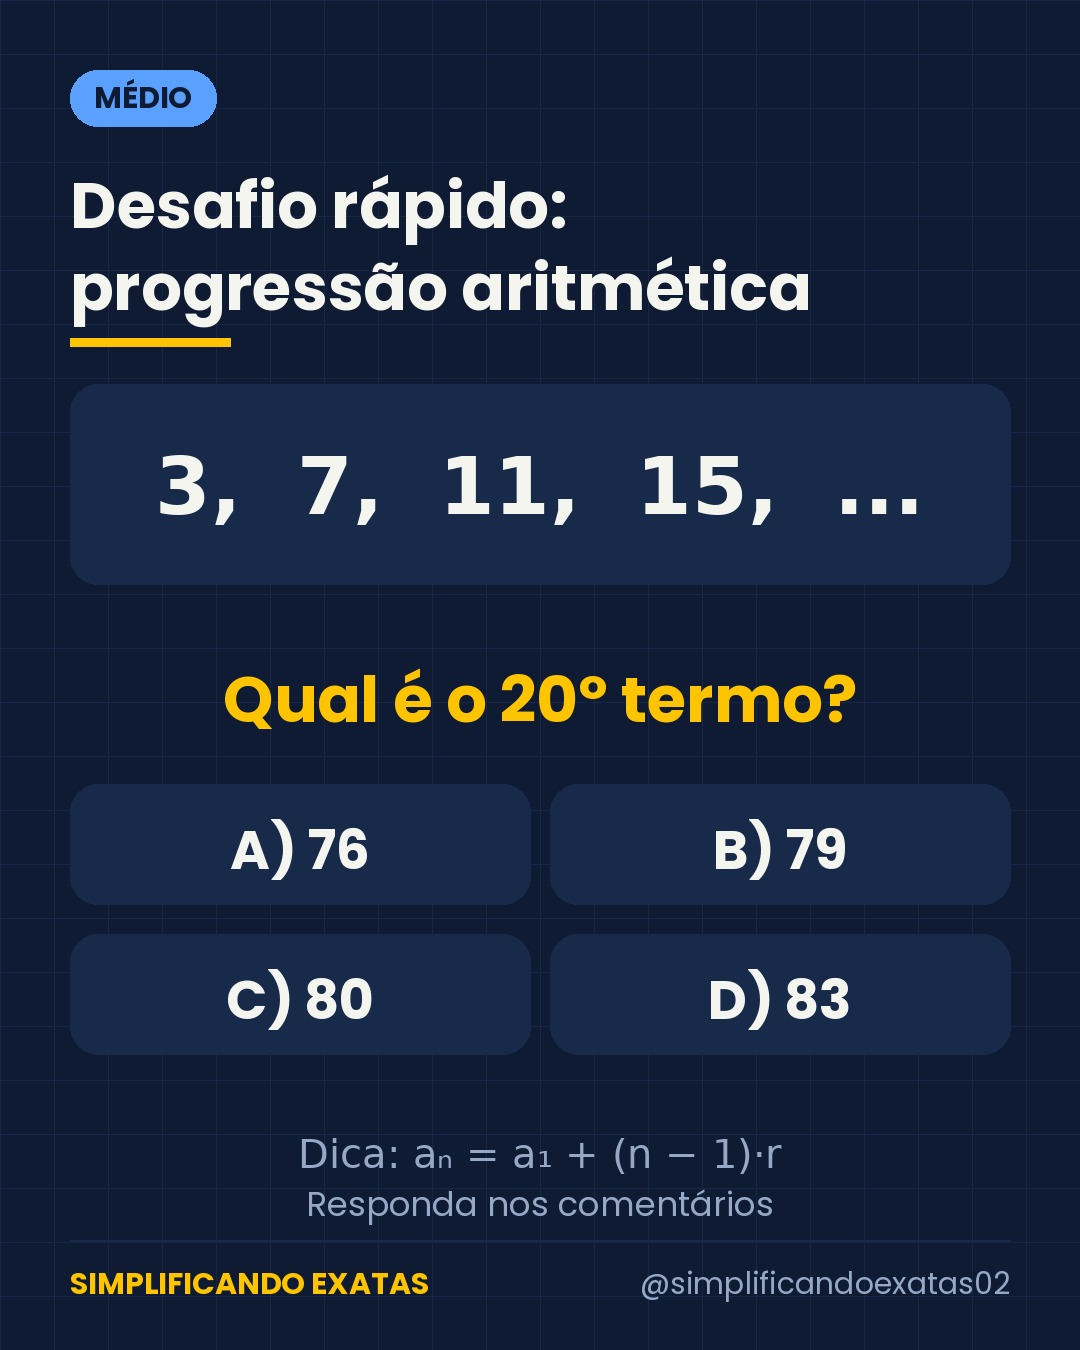 MÉDIO
Desafio rápido:
progressão aritmética
3, 7, 11, 15, ...
Qual é o 20º termo?
A) 76
B) 79
C) 80
D) 83
Dica: aₙ = a₁ + (n − 1)·r
Responda nos comentários
SIMPLIFICANDO EXATAS
@simplificandoexatas02